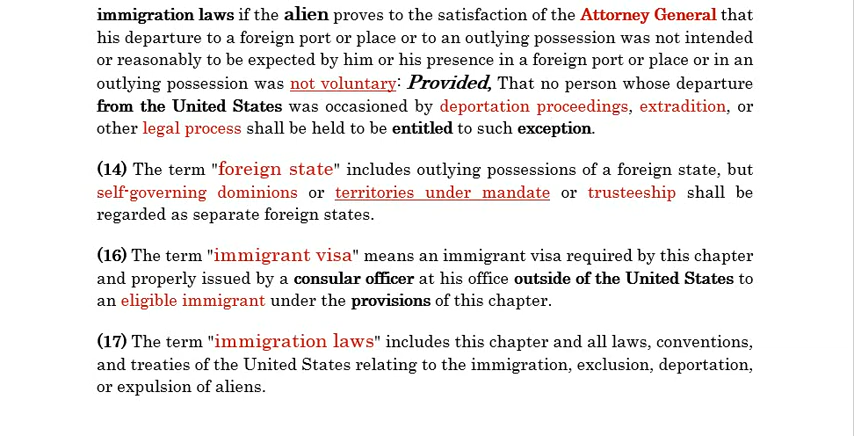 immigration laws if the alien proves to the satisfaction of the Attorney General that
his departure to a foreign port or place or to an outlying possession was not intended
or reasonably to be expected by him or his presence in a foreign port or place or in an
outlying possession was not voluntary: Provided, That no person whose departure
from the United States was occasioned by deportation proceedings, extradition, or
other legal process shall be held to be entitled to such exception.
(14) The term "foreign state" includes outlying possessions of a foreign state, but
self-governing dominions or territories under mandate or trusteeship shall be
regarded as separate foreign states.
(16) The term "immigrant visa" means an immigrant visa required by this chapter
and properly issued by a consular officer at his office outside of the United States to
an eligible immigrant under the provisions of this chapter.
(17) The term "immigration laws" includes this chapter and all laws, conventions,
and treaties of the United States relating to the immigration, exclusion, deportation,
or expulsion of aliens.